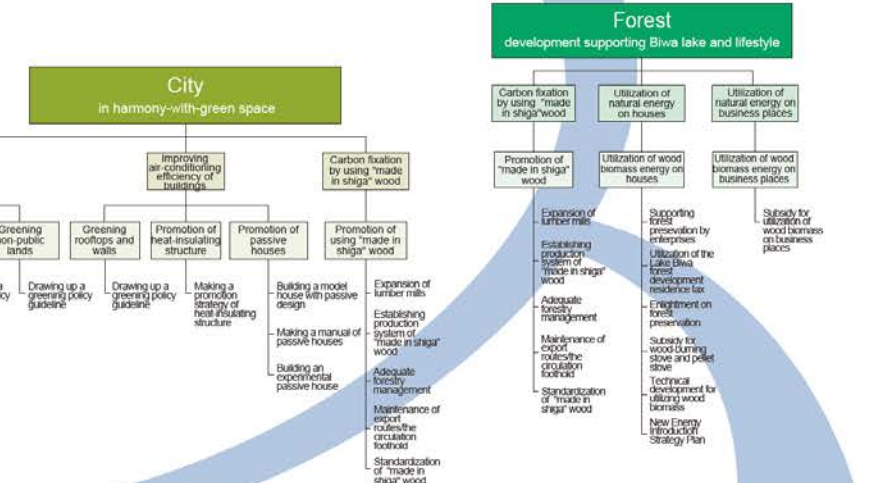 Forest
development supporting Biwa lake and lifestyle
City
in harmony-with-green space
Carbon fixation
by using "made
in shiga"wood
Utilization of
natural energy
on houses
Utilization of
natural energy on
business places
Promotion of
"made in shiga"
wood
Utilization of wood
biomass energy on
houses
Utilization of wood
biomass energy on
business places
Improving
air-conditioning
efficiency of
buildings
Carbon fixation
by using "made
in shiga" wood
Greening
lands
Greening
rooftops and
walls
Promotion of
heat-insulating
structure
Promotion of
passive
houses
Promotion of
using "made in
shiga" wood
Drawing up a
greening policy
guideline
Drawing up a
greening policy
guideline
Making a
promotion
strategy of
heat-insulating
structure
Building a model
house with passive
design
Making a manual of
passive houses
Building an
experimental
passive house
Expansion of
lumber mills
Establishing
production
system of
"made in shiga"
wood
Adequate
forestry
management
Maintenance of
export
routes/the
circulation
foothold
Standardization
of "made in
shiga" wood
Expansion of
lumber mills
Establishing
production
system of
"made in shiga"
wood
Adequate
forestry
management
Maintenance of
export
routes/the
circulation
foothold
Standardization
of "made in
shiga" wood
Supporting
forest
presevation by
enterprises
Utilization of the
Lake Biwa
forest
development
residence tax
Enlightment on
forest
preservation
Subsidy for
wood-burning
stove and pellet
stove
Technical
development for
utilizing wood
biomass
New Energy
Introduction
Strategy Plan
Subsidy for
utilization of
wood biomass
on business
places